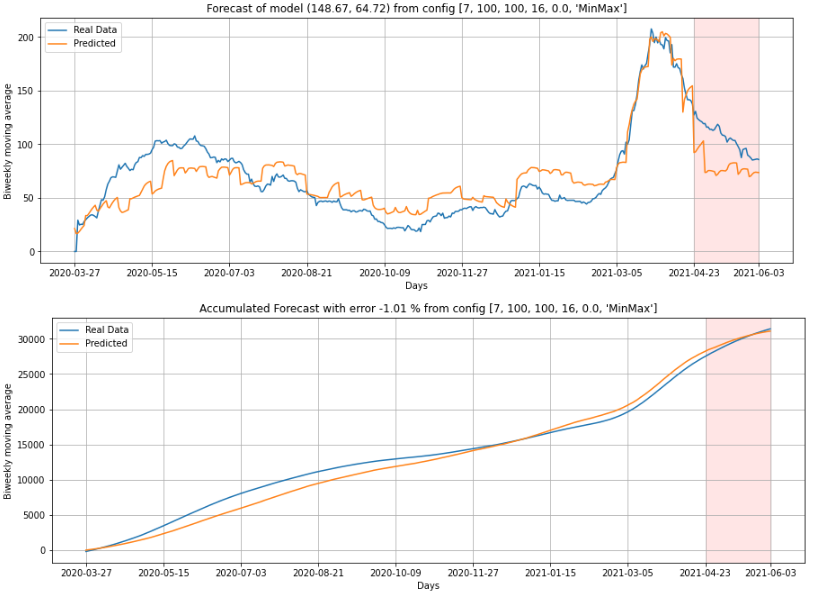 Forecast of model (148.67, 64.72) from config [7, 100, 100, 16, 0.0, 'MinMax']
Real Data
Predicted
Biweekly moving average
200
150
100
50
0
2020-03-27 2020-05-15 2020-07-03 2020-08-21 2020-10-09 2020-11-27 2021-01-15 2021-03-05 2021-04-23 2021-06-03
Days
Accumulated Forecast with error -1.01 % from config [7, 100, 100, 16, 0.0, 'MinMax']
Real Data
Predicted
Biweekly moving average
30000
25000
20000
15000
10000
5000
0
2020-03-27 2020-05-15 2020-07-03 2020-08-21 2020-10-09 2020-11-27 2021-01-15 2021-03-05 2021-04-23 2021-06-03
Days